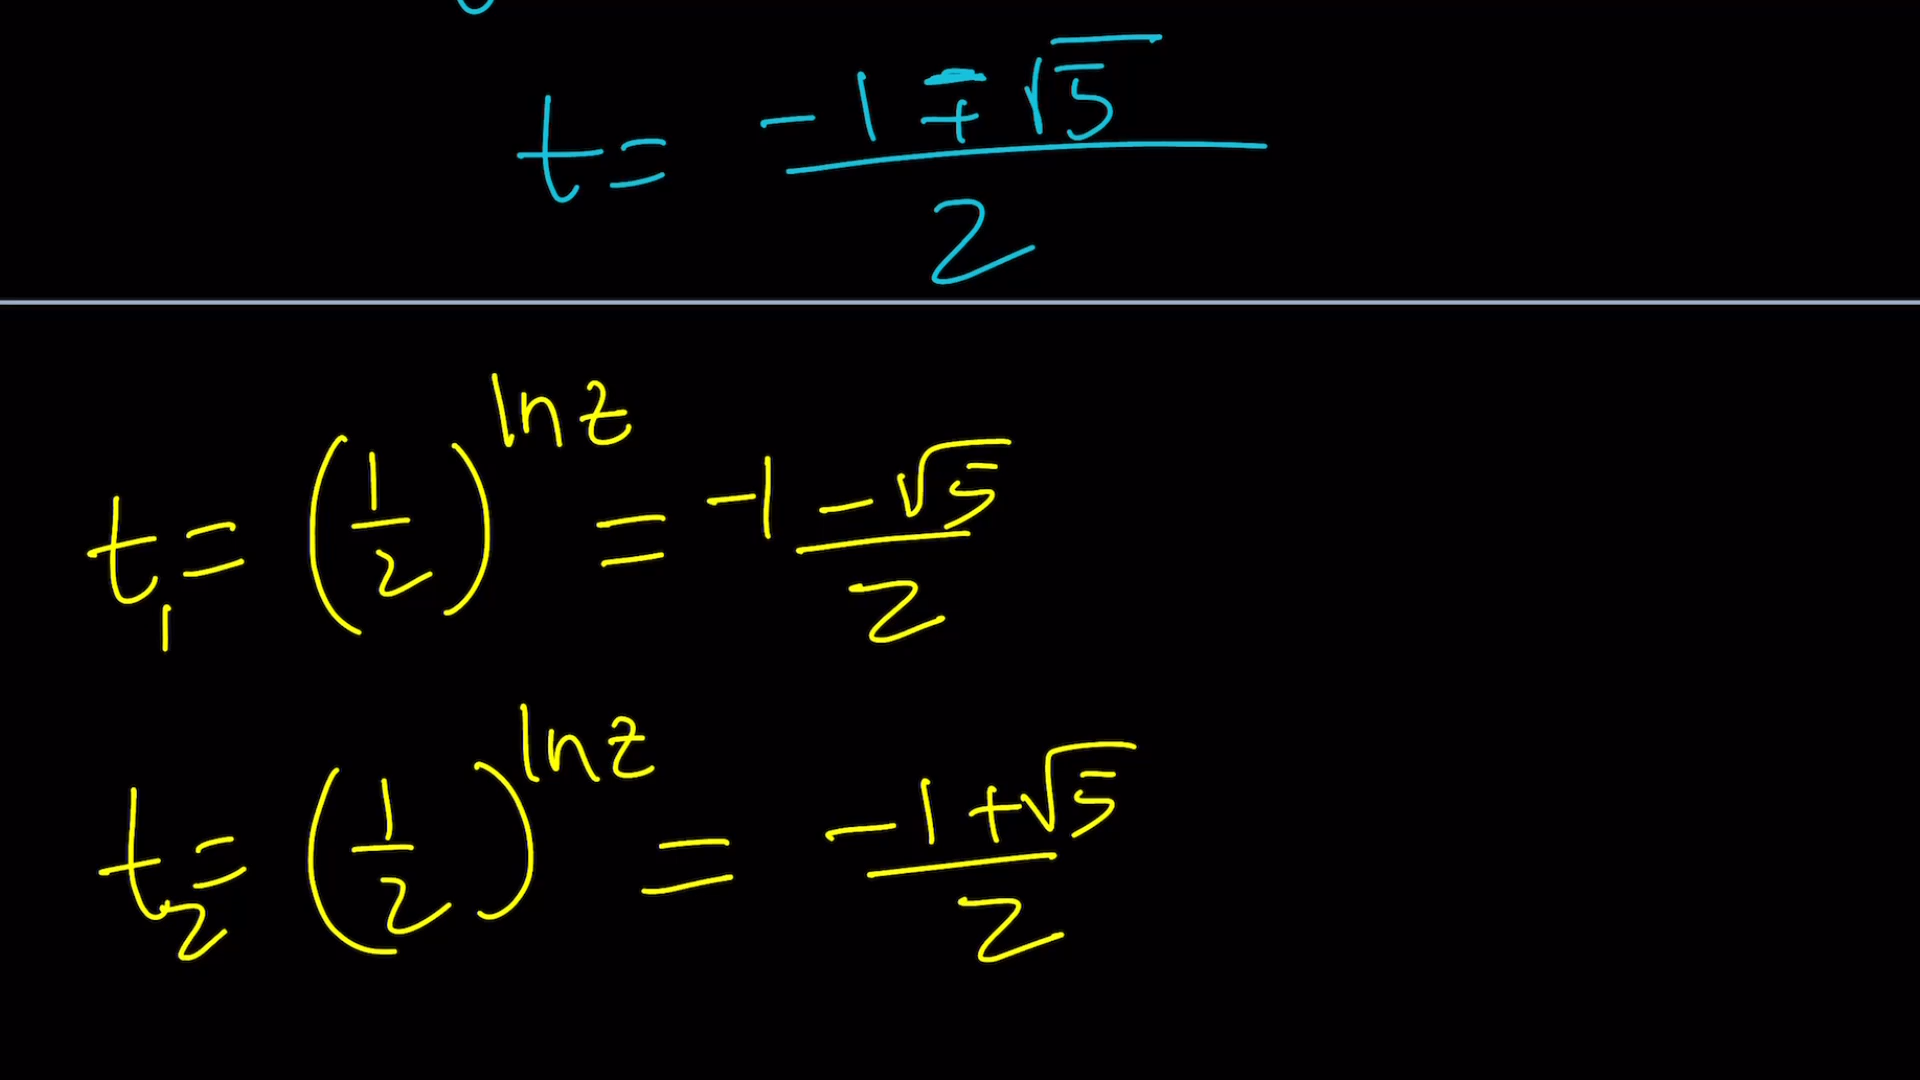 t = (-1 ∓ √5)/2
t₁ = (1/2)^(ln z) = (-1 - √5)/2
t₂ = (1/2)^(ln z) = (-1 + √5)/2